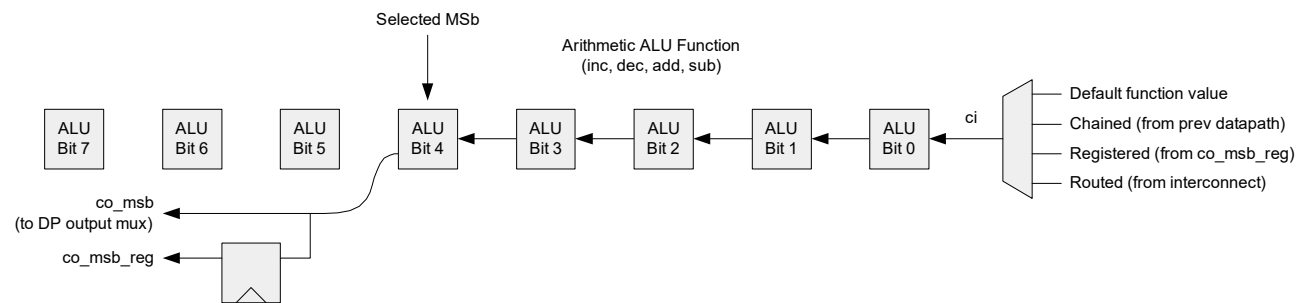 Selected MSb
Arithmetic ALU Function
(inc, dec, add, sub)
ALU
Bit 7
ALU
Bit 6
ALU
Bit 5
ALU
Bit 4
ALU
Bit 3
ALU
Bit 2
ALU
Bit 1
ALU
Bit 0
ci
Default function value
Chained (from prev datapath)
Registered (from co_msb_reg)
Routed (from interconnect)
co_msb
(to DP output mux)
co_msb_reg